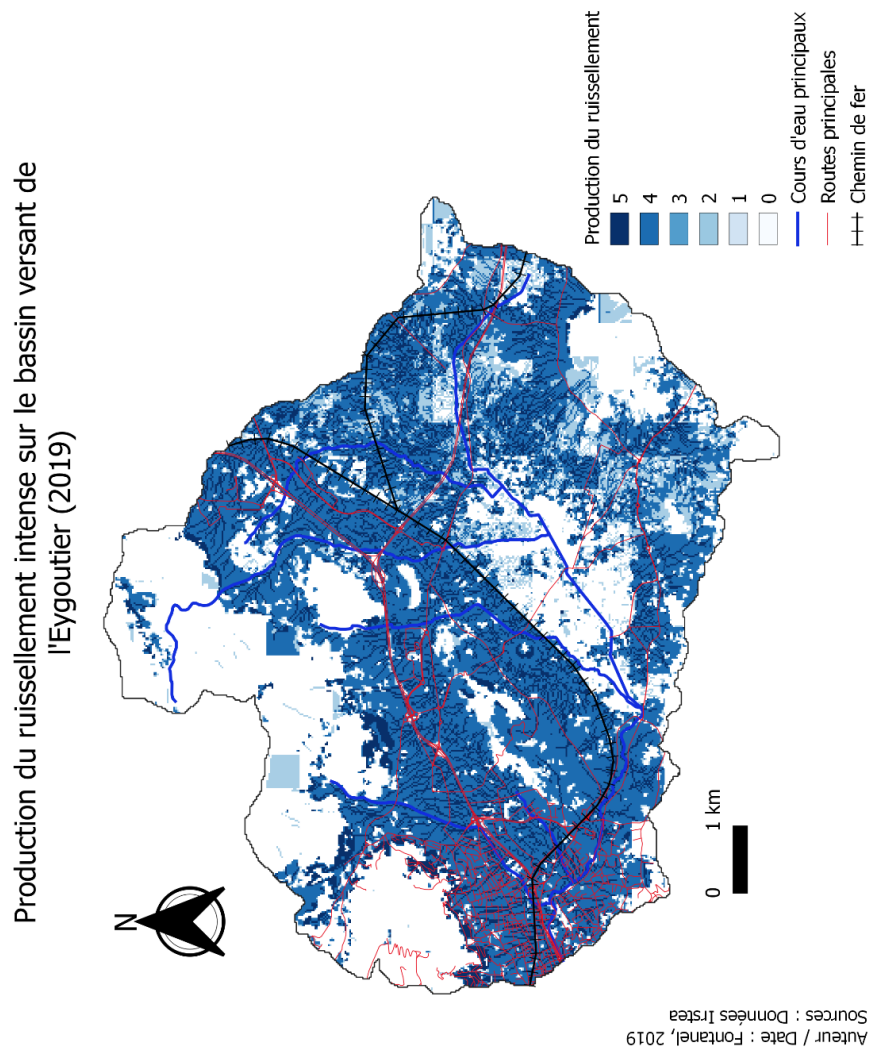 Production du ruissellement intense sur le bassin versant de
l'Eygoutier (2019)
N
0 1 km
Production du ruissellement
5
4
3
2
1
0
Cours d'eau principaux
Routes principales
Chemin de fer
Auteur / Date : Fontanel, 2019
Sources : Données Irstea